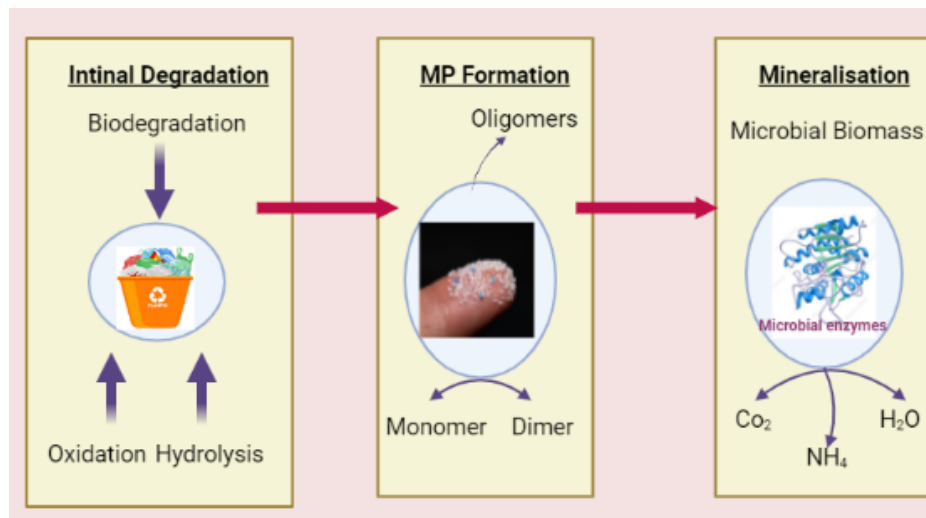 Intinal Degradation
Biodegradation
Oxidation Hydrolysis
MP Formation
Oligomers
Monomer Dimer
Mineralisation
Microbial Biomass
Microbial enzymes
Co₂
H₂O
NH₄